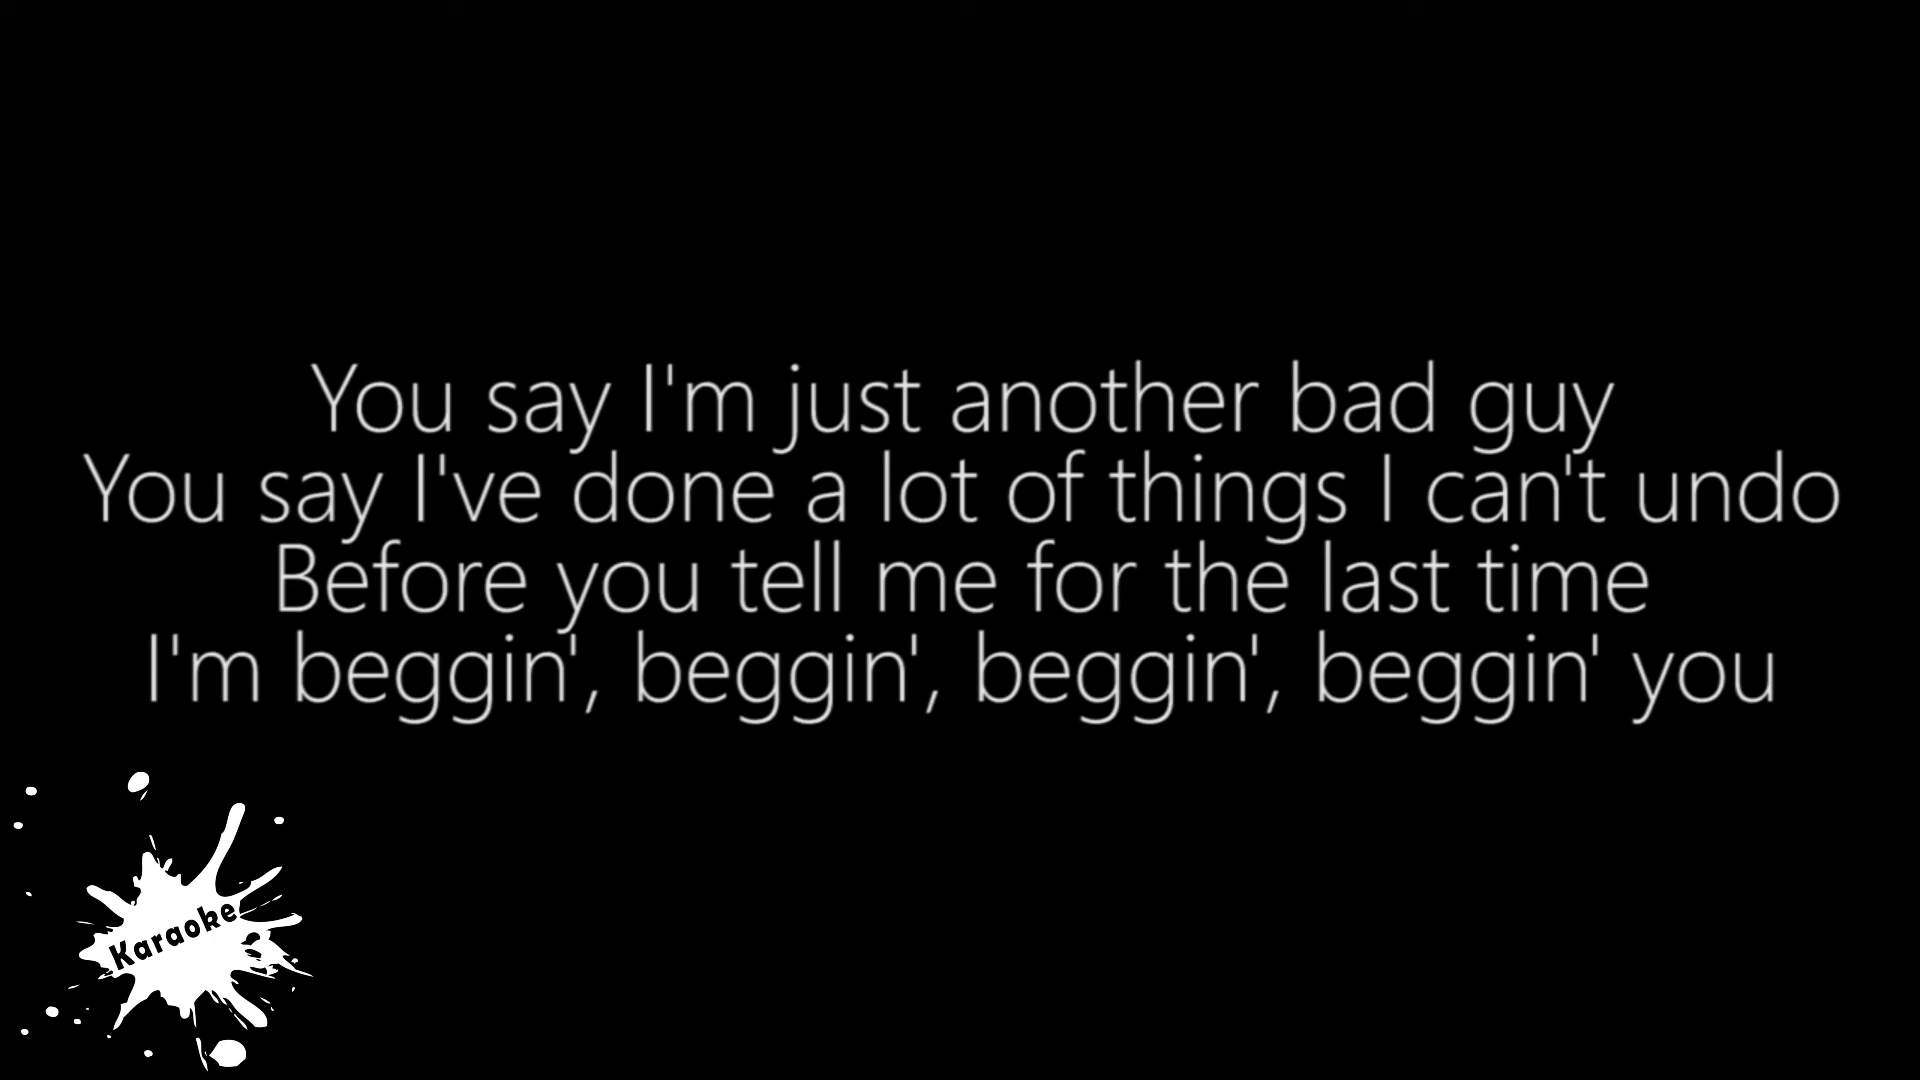 You say I'm just another bad guy
You say I've done a lot of things I can't undo
Before you tell me for the last time
I'm beggin', beggin', beggin', beggin' you
Karaoke